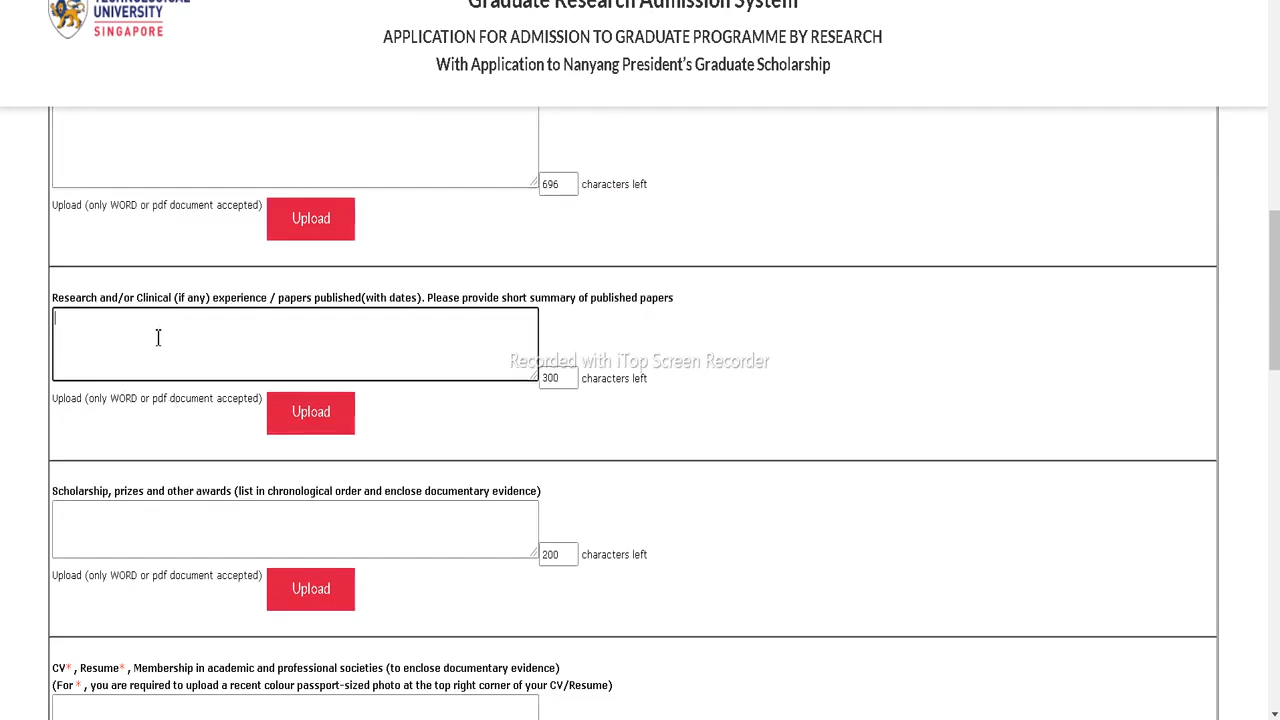 UNIVERSITY
SINGAPORE
Graduate Research Admission System
APPLICATION FOR ADMISSION TO GRADUATE PROGRAMME BY RESEARCH
With Application to Nanyang President's Graduate Scholarship
696 characters left
Upload (only WORD or pdf document accepted) Upload
Research and/or Clinical (if any) experience / papers published(with dates). Please provide short summary of published papers
Recorded with iTop Screen Recorder
300 characters left
Upload (only WORD or pdf document accepted) Upload
Scholarship, prizes and other awards (list in chronological order and enclose documentary evidence)
200 characters left
Upload (only WORD or pdf document accepted) Upload
CV* , Resume* , Membership in academic and professional societies (to enclose documentary evidence)
(For * , you are required to upload a recent colour passport-sized photo at the top right corner of your CV/Resume)